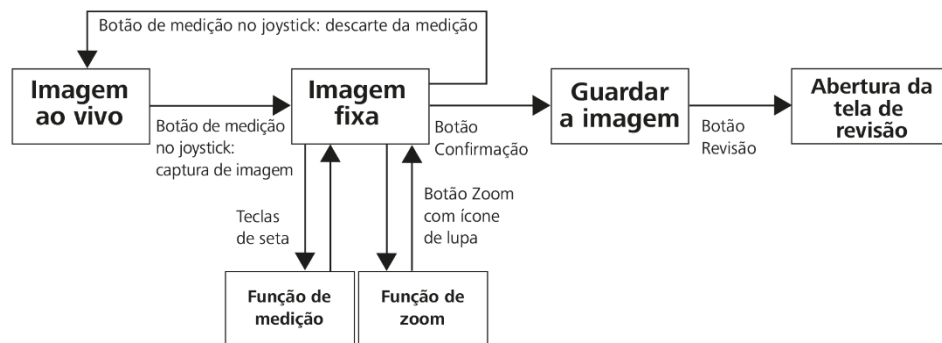 Botão de medição no joystick: descarte da medição
Imagem
ao vivo
Botão de medição
no joystick:
captura de imagem
Imagem
fixa
Botão
Confirmação
Guardar
a imagem
Botão
Revisão
Abertura da
tela de
revisão
Teclas
de seta
Botão Zoom
com ícone
de lupa
Função de
medição
Função de
zoom